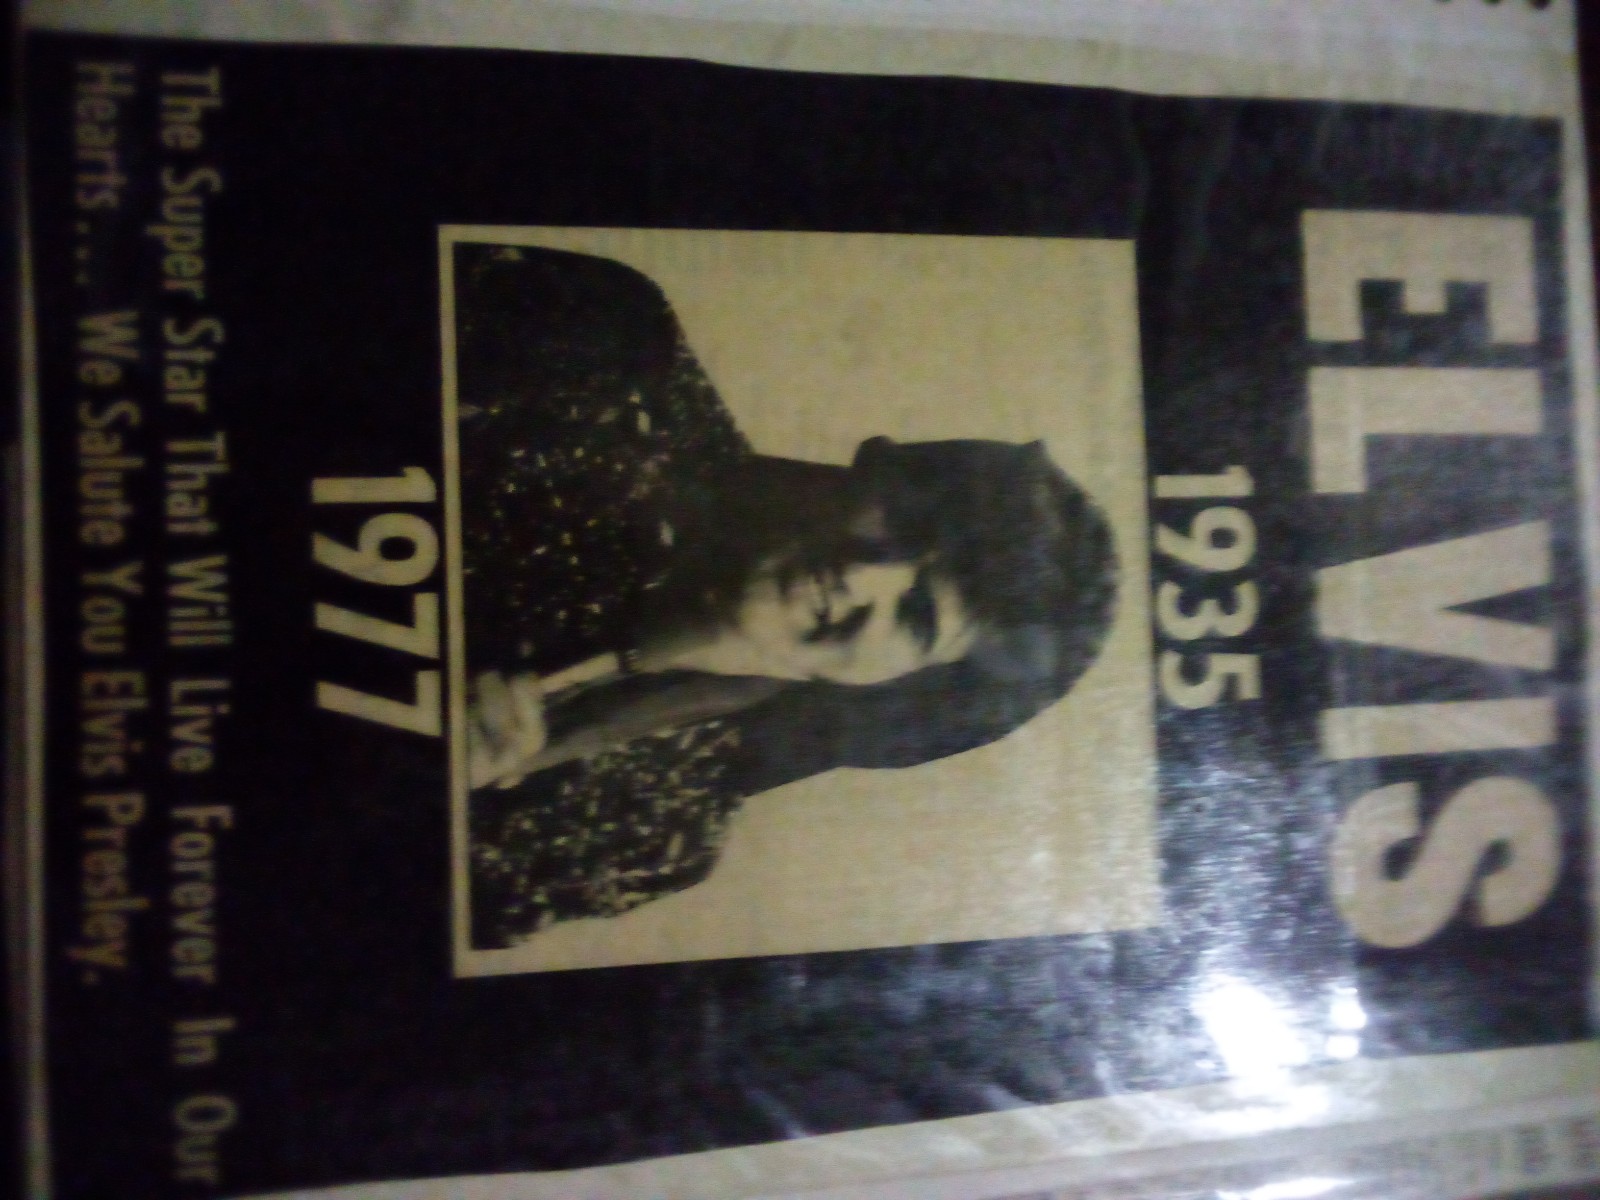 ELVIS
1935
1977
The Super Star That Will Live Forever In Our
Hearts.... We Salute You Elvis Presley.